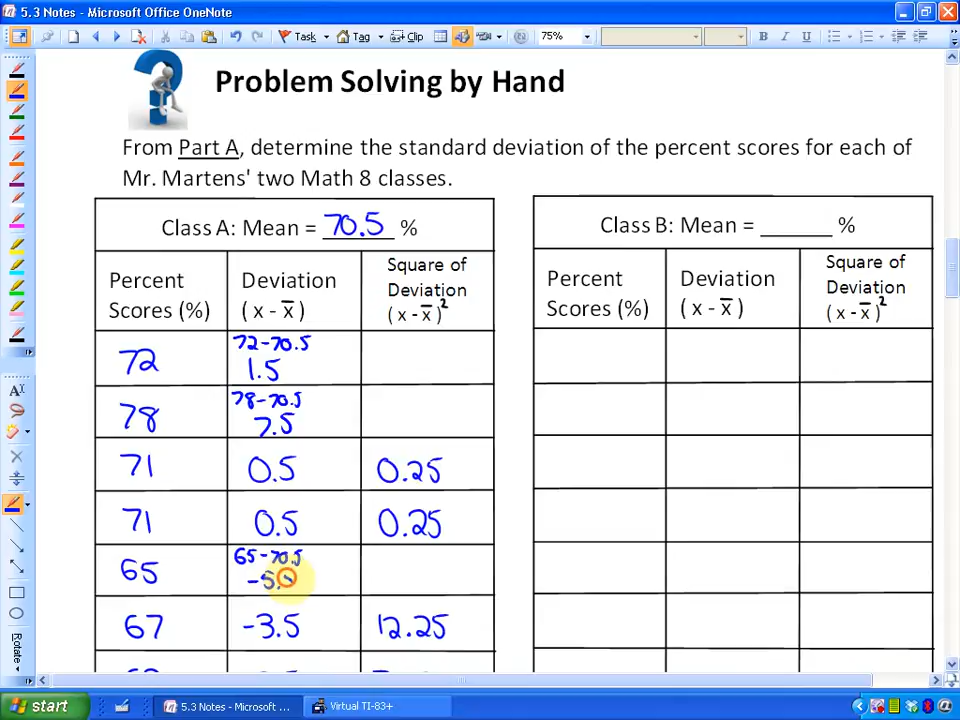 5.3 Notes - Microsoft Office OneNote
Task Tag Clip 75% B I U
Problem Solving by Hand
From Part A, determine the standard deviation of the percent scores for each of
Mr. Martens' two Math 8 classes.
Class A: Mean = 70.5 %
Percent Scores (%)
Deviation ( x - x̅ )
Square of Deviation ( x - x̅ )²
72
72-70.5
1.5
78
78-70.5
7.5
71 0.5 0.25
71 0.5 0.25
65
65-70.5
-5.
67 -3.5 12.25
Class B: Mean = ______ %
Percent Scores (%)
Deviation ( x - x̅ )
Square of Deviation ( x - x̅ )²
Rotate
start
5.3 Notes - Microsoft ...
Virtual TI-83+